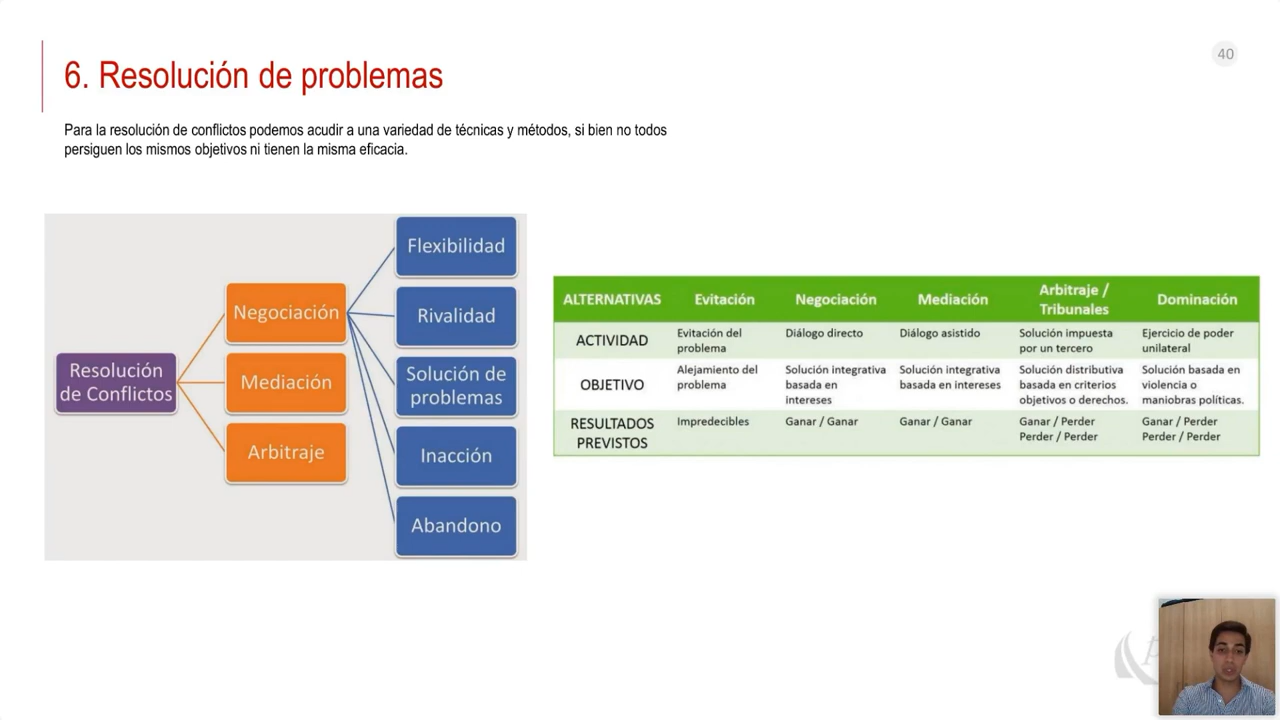 40
6. Resolución de problemas
Para la resolución de conflictos podemos acudir a una variedad de técnicas y métodos, si bien no todos
persiguen los mismos objetivos ni tienen la misma eficacia.
Resolución
de Conflictos
Negociación
Mediación
Arbitraje
Flexibilidad
Rivalidad
Solución de
problemas
Inacción
Abandono
ALTERNATIVAS Evitación Negociación Mediación Arbitraje / Tribunales Dominación
ACTIVIDAD
Evitación del
problema
Diálogo directo
Diálogo asistido
Solución impuesta
por un tercero
Ejercicio de poder
unilateral
OBJETIVO
Alejamiento del
problema
Solución integrativa
basada en
intereses
Solución integrativa
basada en intereses
Solución distributiva
basada en criterios
objetivos o derechos.
Solución basada en
violencia o
maniobras políticas.
RESULTADOS
PREVISTOS
Impredecibles
Ganar / Ganar
Ganar / Ganar
Ganar / Perder
Perder / Perder
Ganar / Perder
Perder / Perder